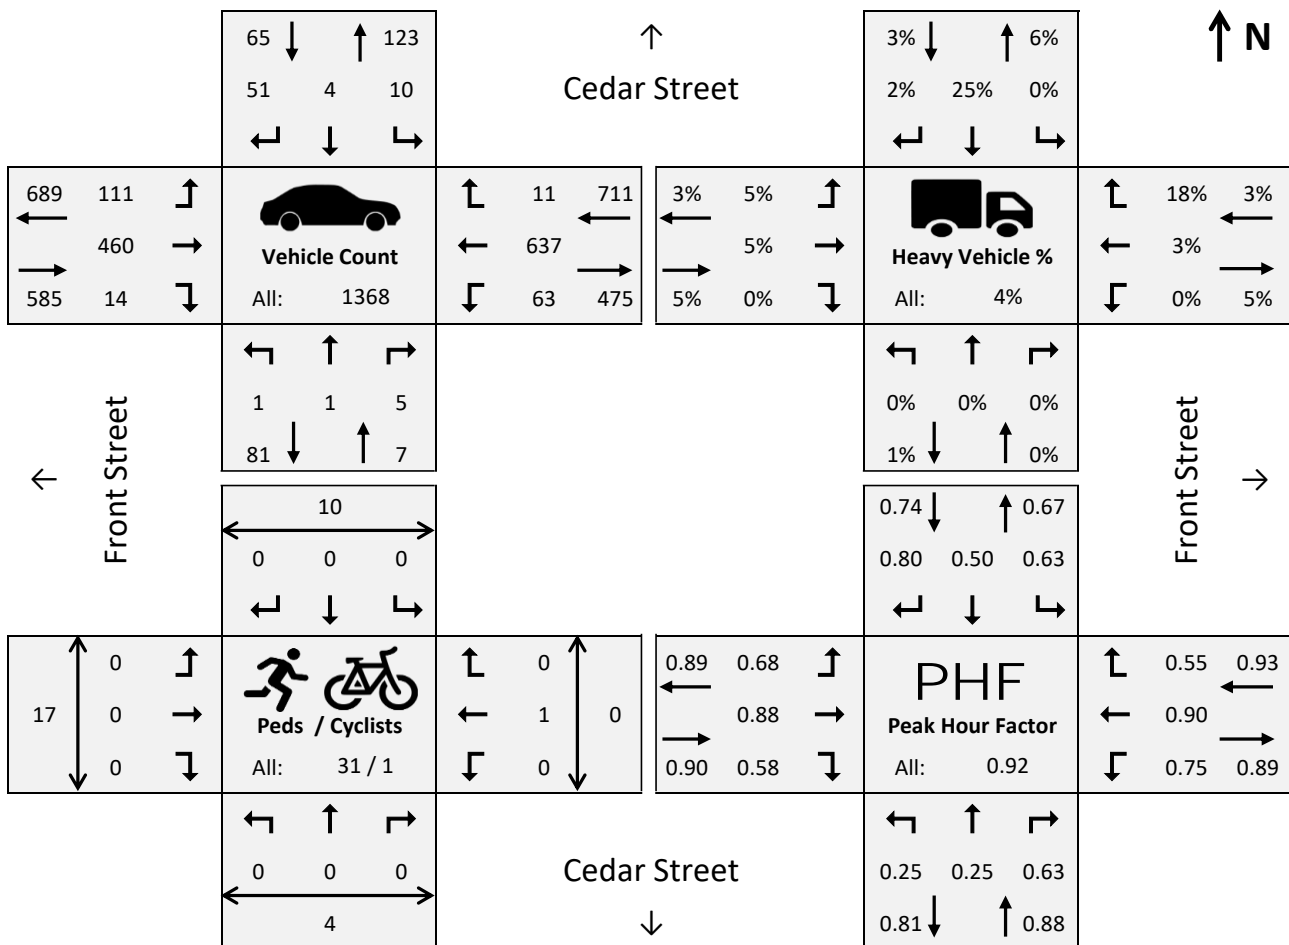 65 123 3% 6% N
51 4 10 Cedar Street 2% 25% 0%
689 111 11 711 3% 5% 18% 3%
460 Vehicle Count 637 5% Heavy Vehicle % 3%
585 14 All: 1368 63 475 5% 0% All: 4% 0% 5%
1 1 5 0% 0% 0%
81 7 1% 0%
Front Street Front Street
10 0.74 0.67
0 0 0 0.80 0.50 0.63
0 0 0.89 0.68 PHF 0.55 0.93
17 0 Peds / Cyclists 1 0 0.88 Peak Hour Factor 0.90
0 All: 31 / 1 0 0.90 0.58 All: 0.92 0.75 0.89
0 0 0 Cedar Street 0.25 0.25 0.63
4 0.81 0.88